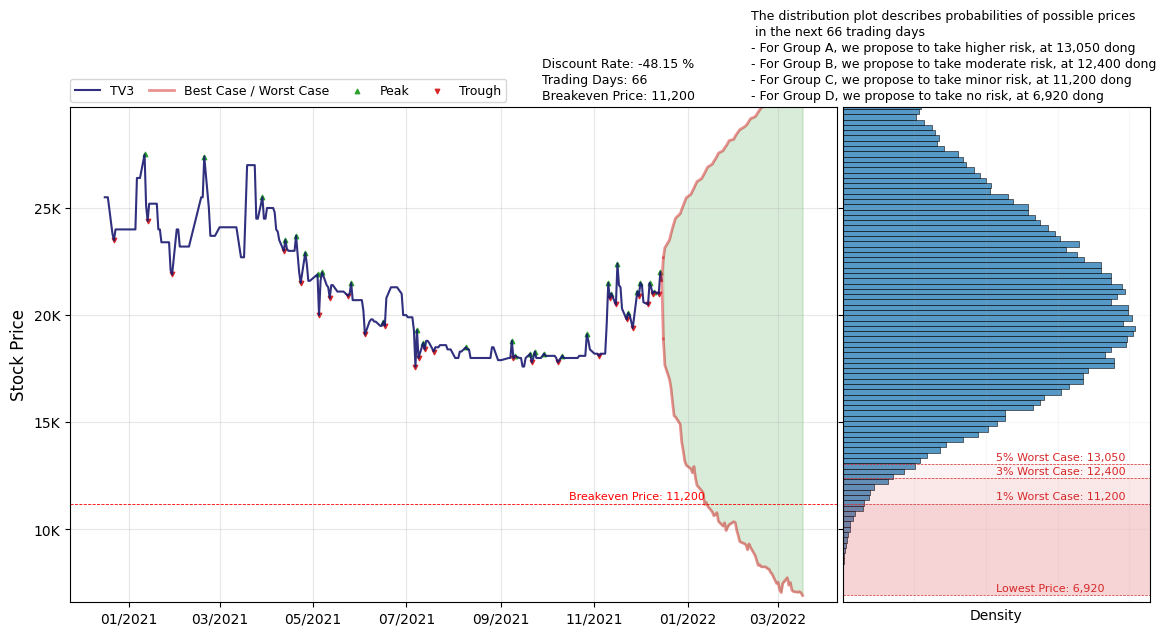 The distribution plot describes probabilities of possible prices
in the next 66 trading days
- For Group A, we propose to take higher risk, at 13,050 dong
- For Group B, we propose to take moderate risk, at 12,400 dong
- For Group C, we propose to take minor risk, at 11,200 dong
- For Group D, we propose to take no risk, at 6,920 dong
Discount Rate: -48.15 %
Trading Days: 66
Breakeven Price: 11,200
TV3
Best Case / Worst Case
Peak
Trough
Stock Price
25K
20K
15K
10K
Breakeven Price: 11,200
5% Worst Case: 13,050
3% Worst Case: 12,400
1% Worst Case: 11,200
Lowest Price: 6,920
01/2021
03/2021
05/2021
07/2021
09/2021
11/2021
01/2022
03/2022
Density